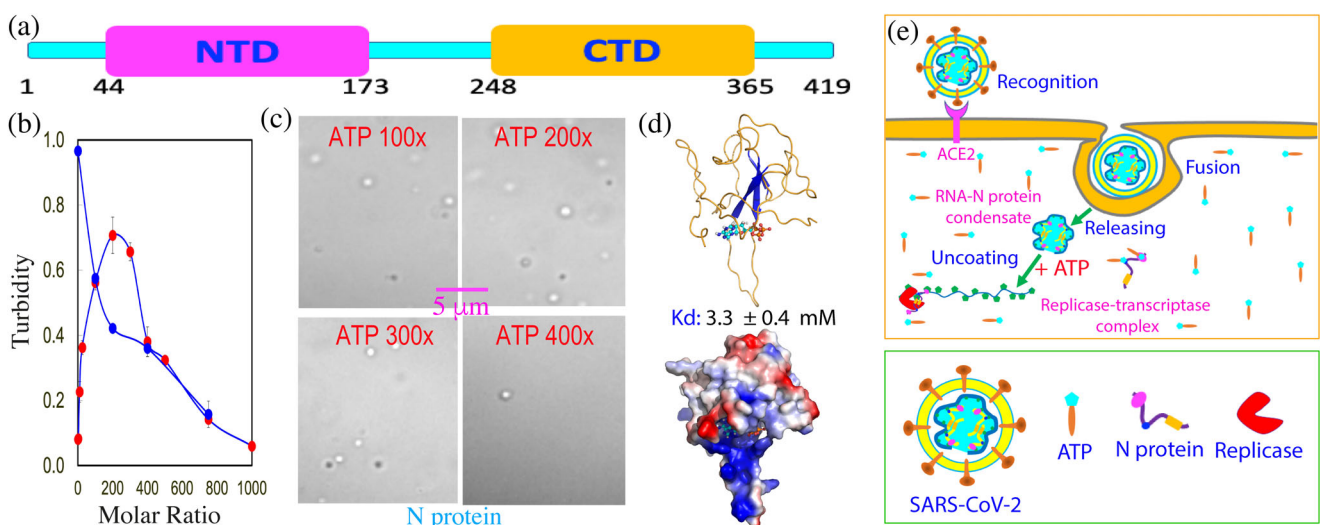 (a)
NTD
CTD
1
44
173
248
365
419
(b)
1.0
0.8
0.6
0.4
0.2
0.0
Turbidity
0
200
400
600
800
1000
Molar Ratio
(c)
ATP 100x
ATP 200x
5 μm
ATP 300x
ATP 400x
N protein
(d)
Kd: 3.3 ± 0.4 mM
(e)
Recognition
ACE2
Fusion
RNA-N protein
condensate
Releasing
Uncoating
+ ATP
Replicase-transcriptase
complex
SARS-CoV-2
ATP
N protein
Replicase